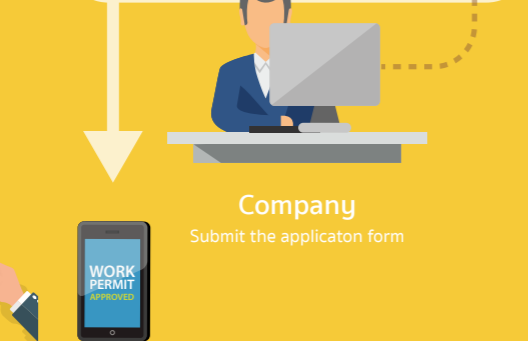 Company
Submit the applicaton form
WORK
PERMIT
APPROVED